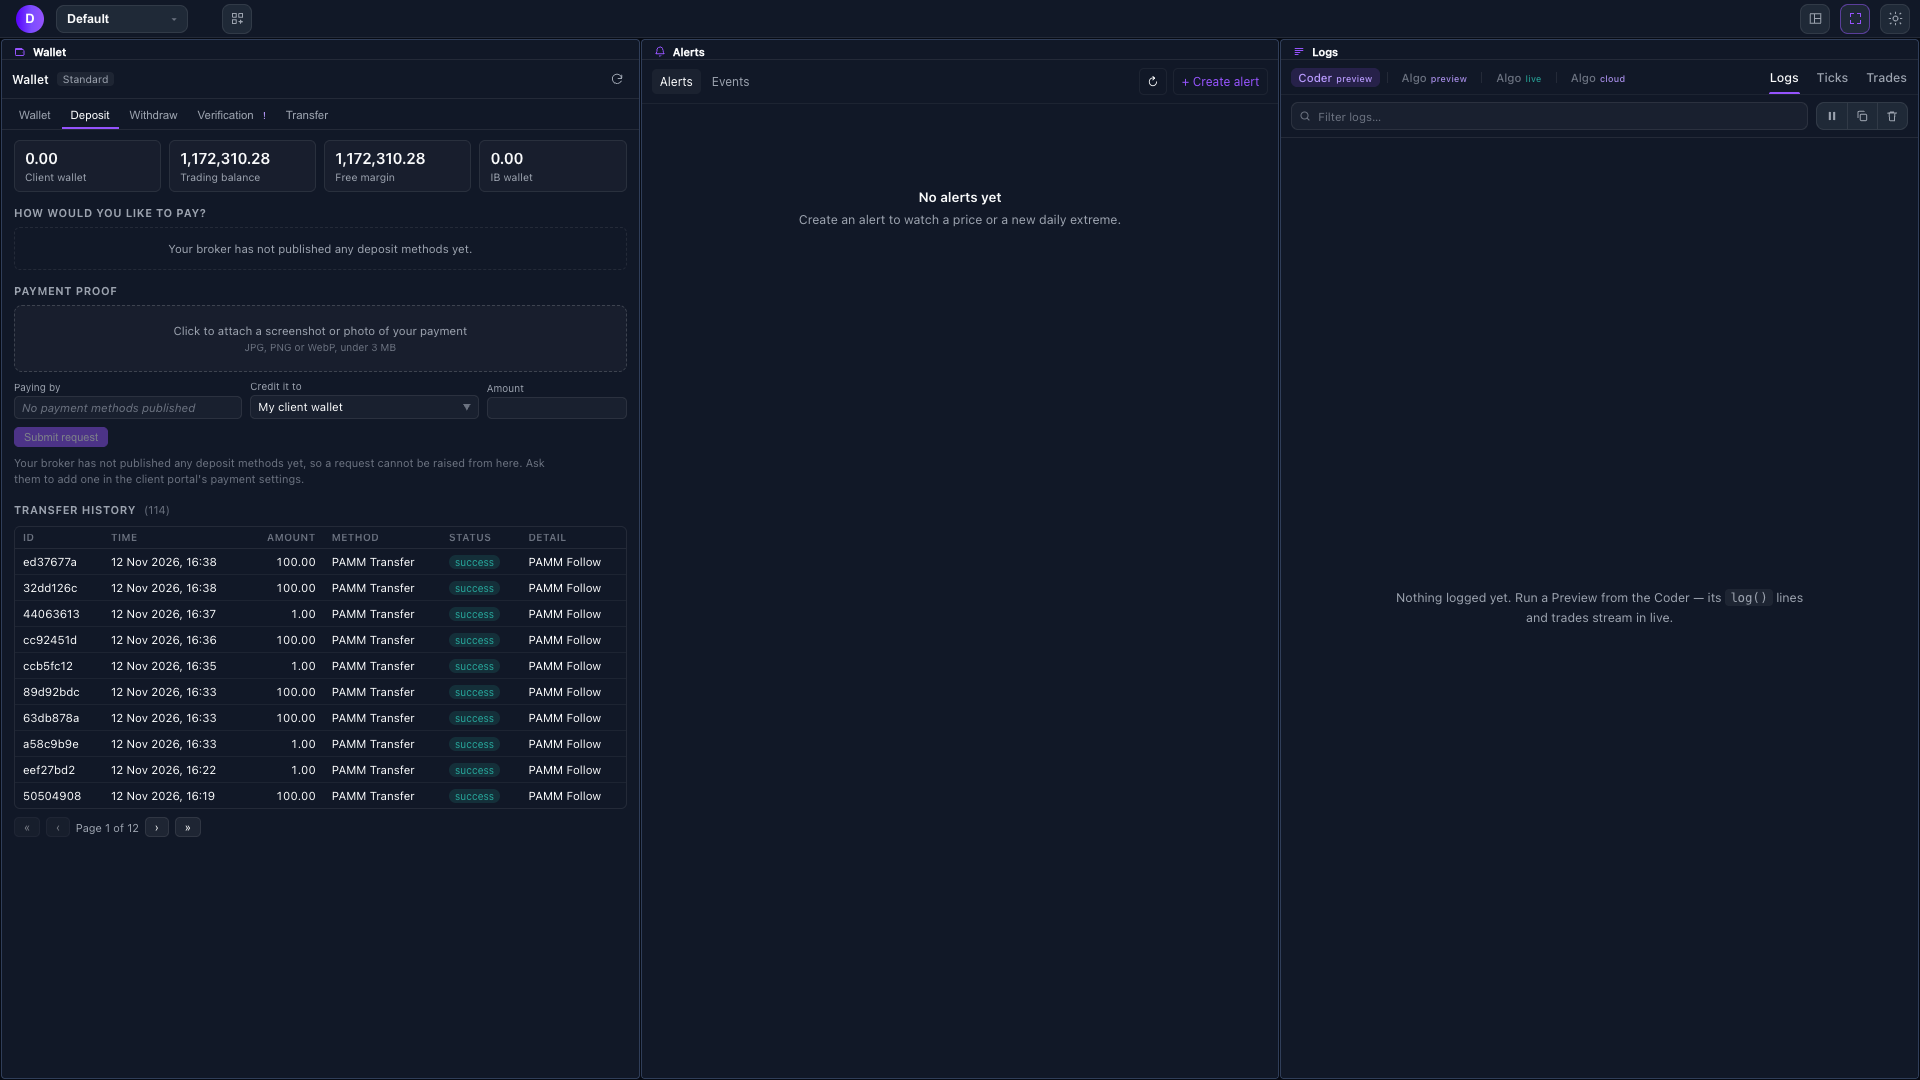 D
Default
Wallet
Wallet Standard
Wallet Deposit Withdraw Verification ! Transfer
0.00
Client wallet
1,172,310.28
Trading balance
1,172,310.28
Free margin
0.00
IB wallet
HOW WOULD YOU LIKE TO PAY?
Your broker has not published any deposit methods yet.
PAYMENT PROOF
Click to attach a screenshot or photo of your payment
JPG, PNG or WebP, under 3 MB
Paying by
No payment methods published
Credit it to
My client wallet
Amount
Submit request
Your broker has not published any deposit methods yet, so a request cannot be raised from here. Ask
them to add one in the client portal's payment settings.
TRANSFER HISTORY (114)
ID TIME AMOUNT METHOD STATUS DETAIL
ed37677a 12 Nov 2026, 16:38 100.00 PAMM Transfer success PAMM Follow
32dd126c 12 Nov 2026, 16:38 100.00 PAMM Transfer success PAMM Follow
44063613 12 Nov 2026, 16:37 1.00 PAMM Transfer success PAMM Follow
cc92451d 12 Nov 2026, 16:36 100.00 PAMM Transfer success PAMM Follow
ccb5fc12 12 Nov 2026, 16:35 1.00 PAMM Transfer success PAMM Follow
89d92bdc 12 Nov 2026, 16:33 100.00 PAMM Transfer success PAMM Follow
63db878a 12 Nov 2026, 16:33 100.00 PAMM Transfer success PAMM Follow
a58c9b9e 12 Nov 2026, 16:33 1.00 PAMM Transfer success PAMM Follow
eef27bd2 12 Nov 2026, 16:22 1.00 PAMM Transfer success PAMM Follow
50504908 12 Nov 2026, 16:19 100.00 PAMM Transfer success PAMM Follow
« ‹ Page 1 of 12 › »
Alerts
Alerts Events + Create alert
No alerts yet
Create an alert to watch a price or a new daily extreme.
Logs
Coder preview Algo preview Algo live Algo cloud Logs Ticks Trades
Filter logs...
Nothing logged yet. Run a Preview from the Coder — its log() lines
and trades stream in live.